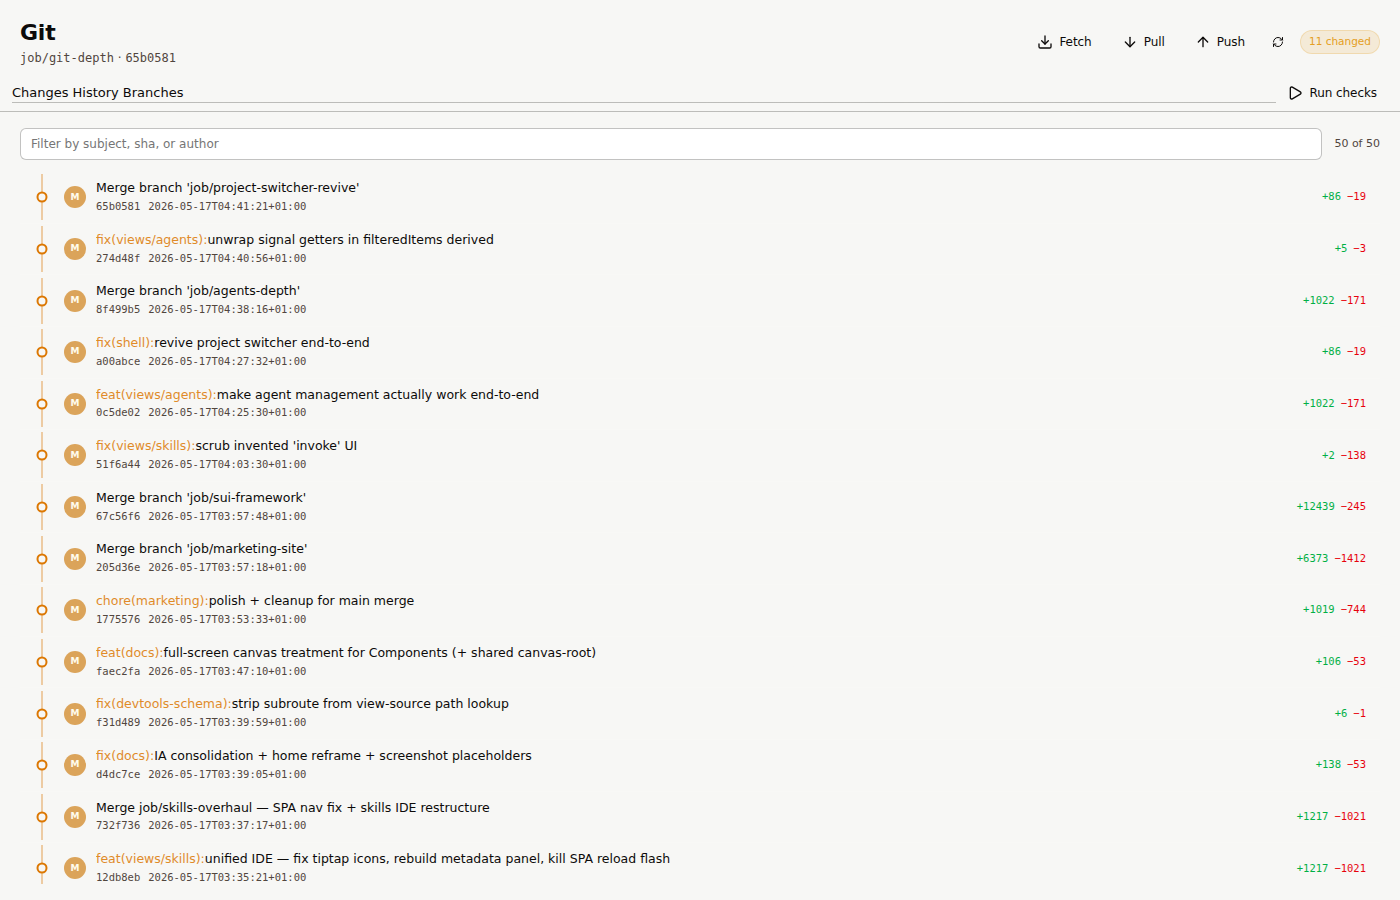 Git
job/git-depth · 65b0581
Fetch
Pull
Push
11 changed
Changes History Branches
Run checks
Filter by subject, sha, or author
50 of 50
M
Merge branch 'job/project-switcher-revive'
65b0581 2026-05-17T04:41:21+01:00
+86 −19
M
fix(views/agents):unwrap signal getters in filteredItems derived
274d48f 2026-05-17T04:40:56+01:00
+5 −3
M
Merge branch 'job/agents-depth'
8f499b5 2026-05-17T04:38:16+01:00
+1022 −171
M
fix(shell):revive project switcher end-to-end
a00abce 2026-05-17T04:27:32+01:00
+86 −19
M
feat(views/agents):make agent management actually work end-to-end
0c5de02 2026-05-17T04:25:30+01:00
+1022 −171
M
fix(views/skills):scrub invented 'invoke' UI
51f6a44 2026-05-17T04:03:30+01:00
+2 −138
M
Merge branch 'job/sui-framework'
67c56f6 2026-05-17T03:57:48+01:00
+12439 −245
M
Merge branch 'job/marketing-site'
205d36e 2026-05-17T03:57:18+01:00
+6373 −1412
M
chore(marketing):polish + cleanup for main merge
1775576 2026-05-17T03:53:33+01:00
+1019 −744
M
feat(docs):full-screen canvas treatment for Components (+ shared canvas-root)
faec2fa 2026-05-17T03:47:10+01:00
+106 −53
M
fix(devtools-schema):strip subroute from view-source path lookup
f31d489 2026-05-17T03:39:59+01:00
+6 −1
M
fix(docs):IA consolidation + home reframe + screenshot placeholders
d4dc7ce 2026-05-17T03:39:05+01:00
+138 −53
M
Merge job/skills-overhaul — SPA nav fix + skills IDE restructure
732f736 2026-05-17T03:37:17+01:00
+1217 −1021
M
feat(views/skills):unified IDE — fix tiptap icons, rebuild metadata panel, kill SPA reload flash
12db8eb 2026-05-17T03:35:21+01:00
+1217 −1021